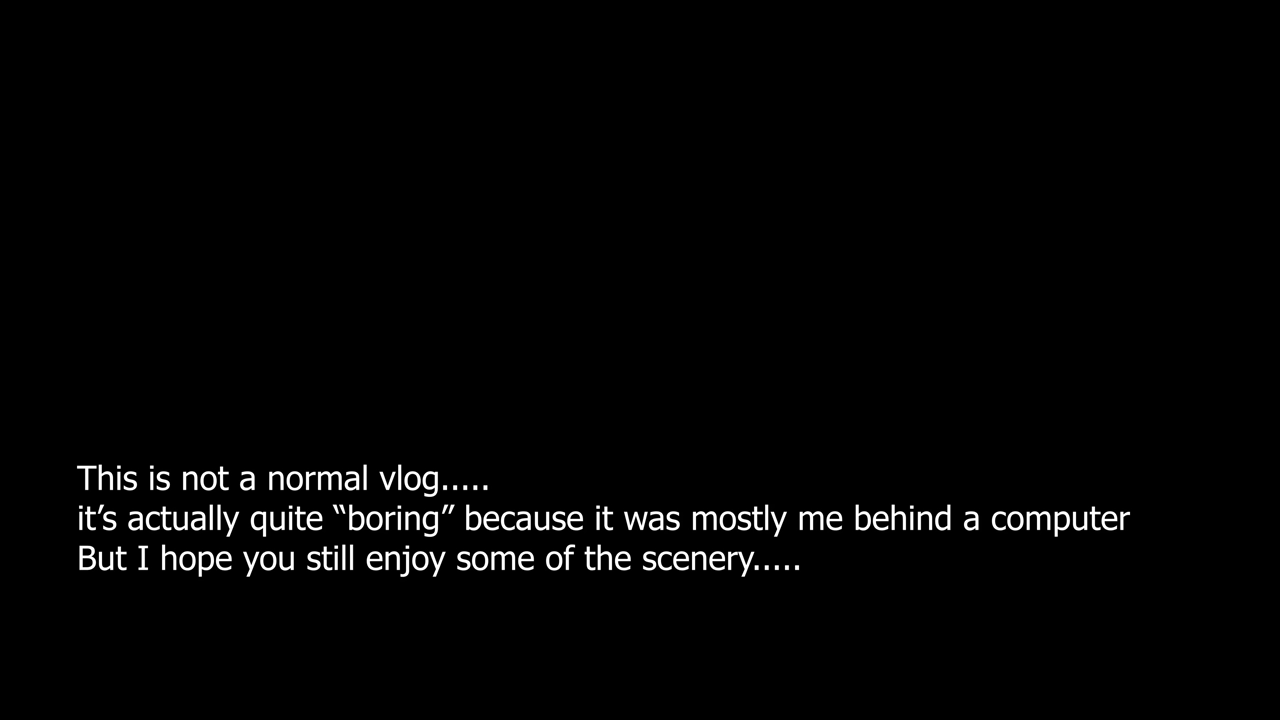 This is not a normal vlog.....
it’s actually quite “boring” because it was mostly me behind a computer
But I hope you still enjoy some of the scenery.....